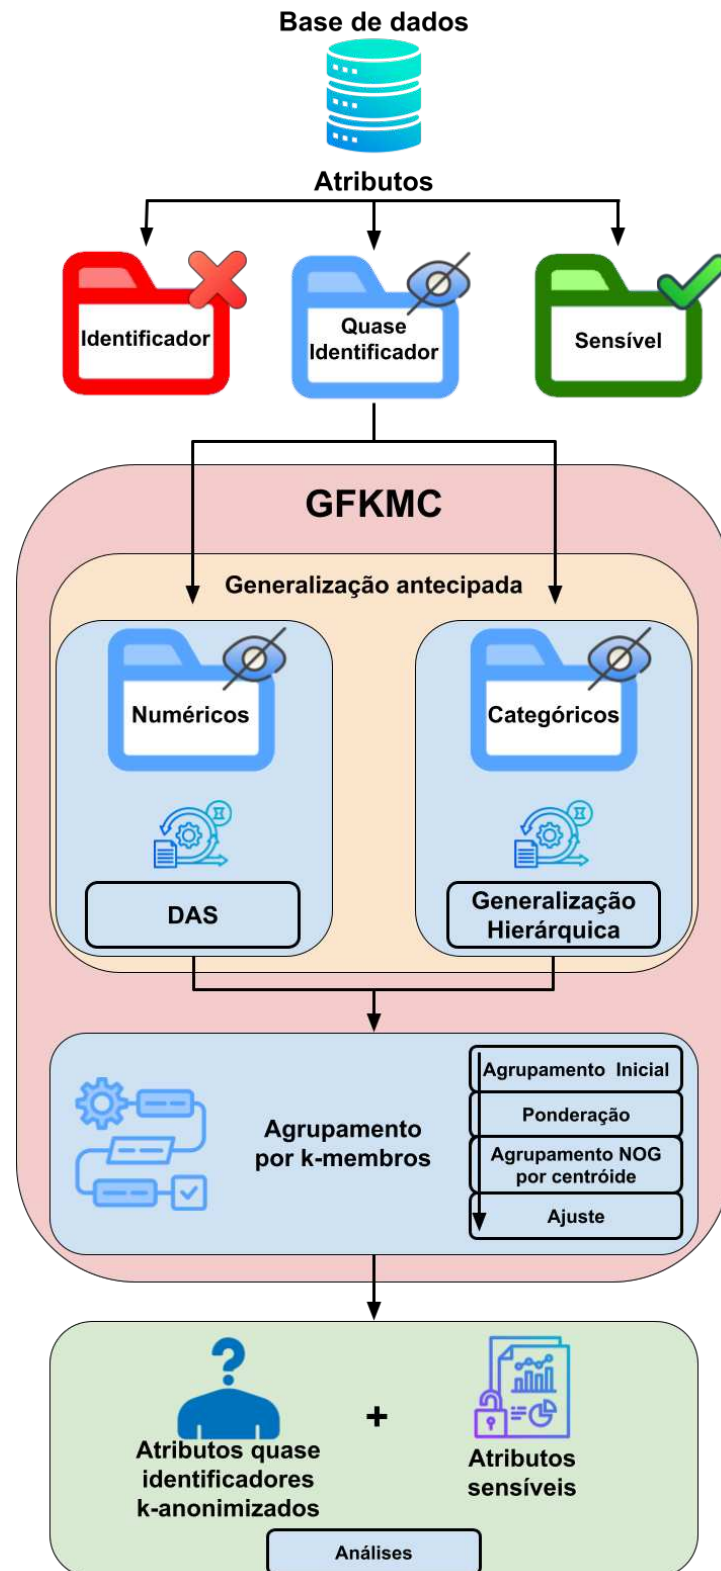 Base de dados
Atributos
Identificador
Quase
Identificador
Sensível
GFKMC
Generalização antecipada
Numéricos
Categóricos
DAS
Generalização
Hierárquica
Agrupamento
por k-membros
Agrupamento Inicial
Ponderação
Agrupamento NOG
por centróide
Ajuste
?
+
Atributos quase
identificadores
k-anonimizados
Atributos
sensíveis
Análises